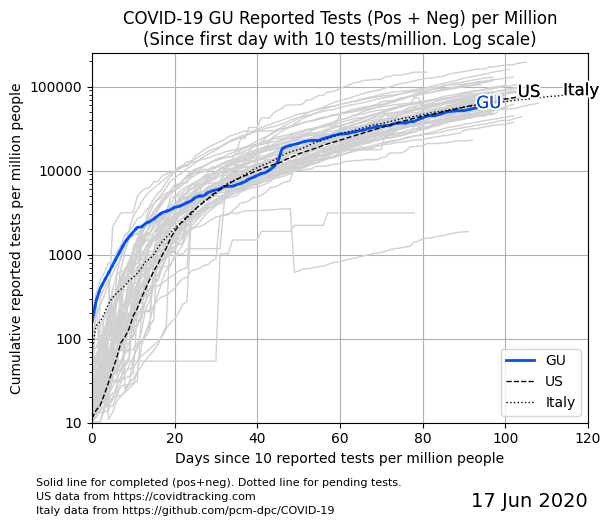 COVID-19 GU Reported Tests (Pos + Neg) per Million
(Since first day with 10 tests/million. Log scale)
Cumulative reported tests per million people
100000
10000
1000
100
10
GU
US
Italy
GU
US
Italy
0
20
40
60
80
100
120
Days since 10 reported tests per million people
Solid line for completed (pos+neg). Dotted line for pending tests.
US data from https://covidtracking.com
Italy data from https://github.com/pcm-dpc/COVID-19
17 Jun 2020